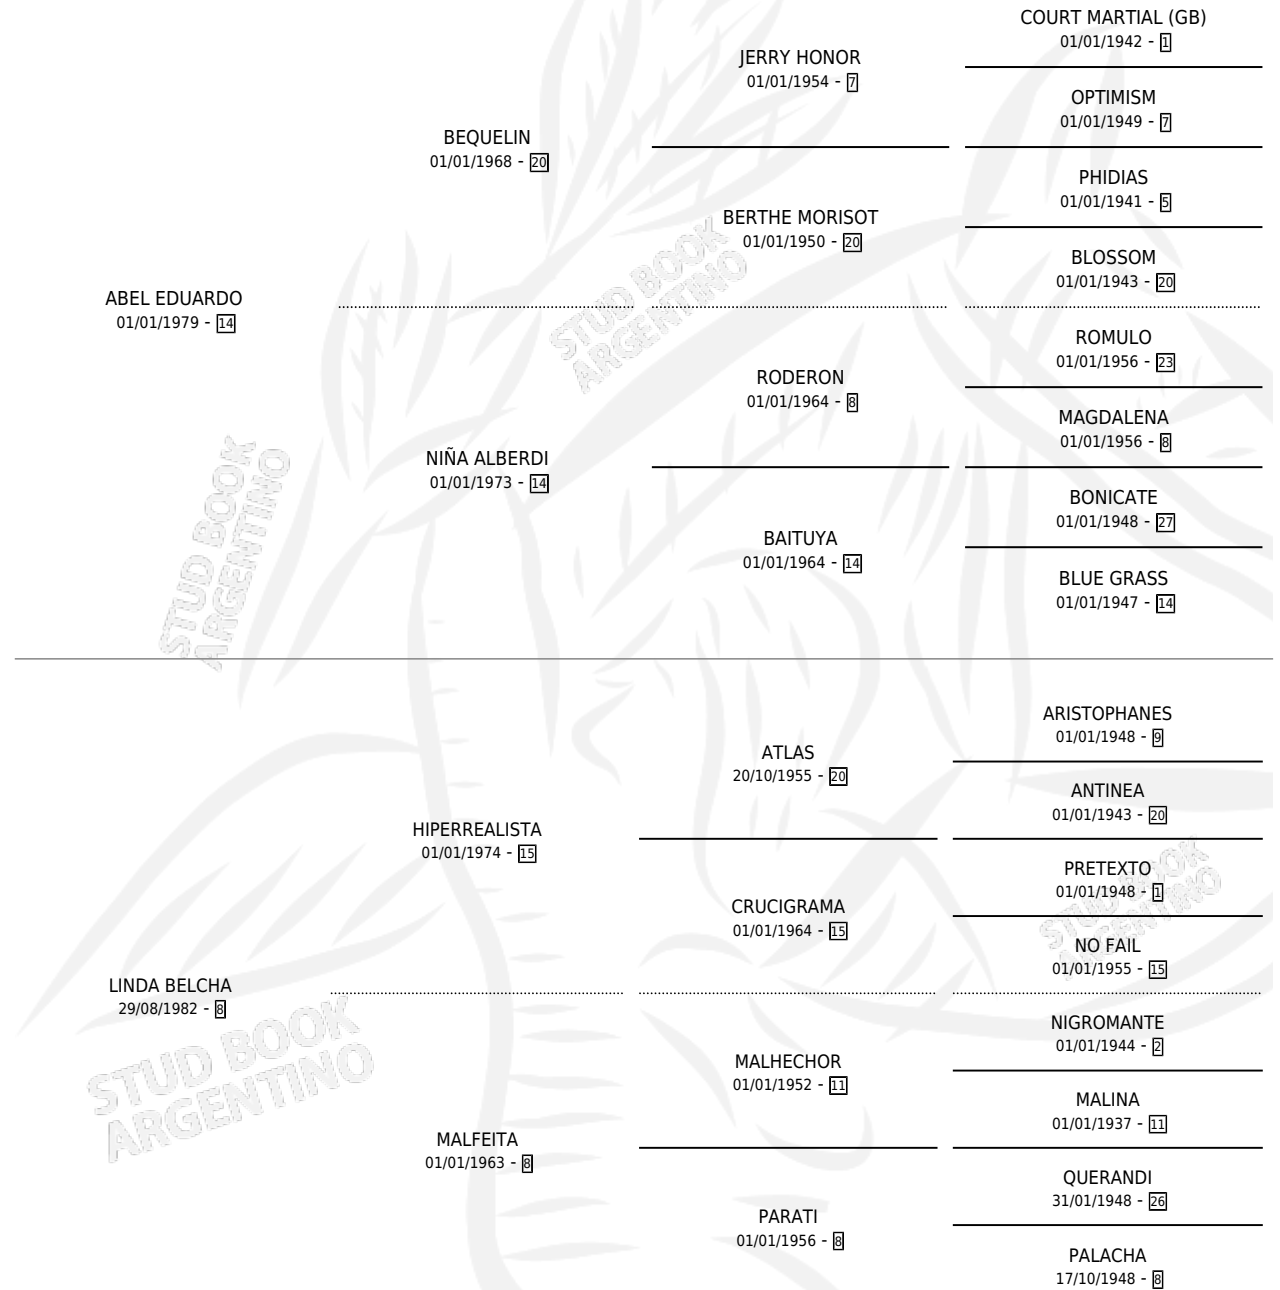 ABEL EDUARDO
01/01/1979 - 14
BEQUELIN
01/01/1968 - 20
JERRY HONOR
01/01/1954 - 7
COURT MARTIAL (GB)
01/01/1942 - 1
OPTIMISM
01/01/1949 - 7
BERTHE MORISOT
01/01/1950 - 20
PHIDIAS
01/01/1941 - 5
BLOSSOM
01/01/1943 - 20
NIÑA ALBERDI
01/01/1973 - 14
RODERON
01/01/1964 - 8
ROMULO
01/01/1956 - 23
MAGDALENA
01/01/1956 - 8
BAITUYA
01/01/1964 - 14
BONICATE
01/01/1948 - 27
BLUE GRASS
01/01/1947 - 14
LINDA BELCHA
29/08/1982 - 8
HIPERREALISTA
01/01/1974 - 15
ATLAS
20/10/1955 - 20
ARISTOPHANES
01/01/1948 - 9
ANTINEA
01/01/1943 - 20
CRUCIGRAMA
01/01/1964 - 15
PRETEXTO
01/01/1948 - 1
NO FAIL
01/01/1955 - 15
MALFEITA
01/01/1963 - 8
MALHECHOR
01/01/1952 - 11
NIGROMANTE
01/01/1944 - 2
MALINA
01/01/1937 - 11
PARATI
01/01/1956 - 8
QUERANDI
31/01/1948 - 26
PALACHA
17/10/1948 - 8
STUD BOOK
ARGENTINO
STUD BOOK
ARGENTINO
STUD BOOK
ARGENTINO
STUD BOOK
ARGENTINO